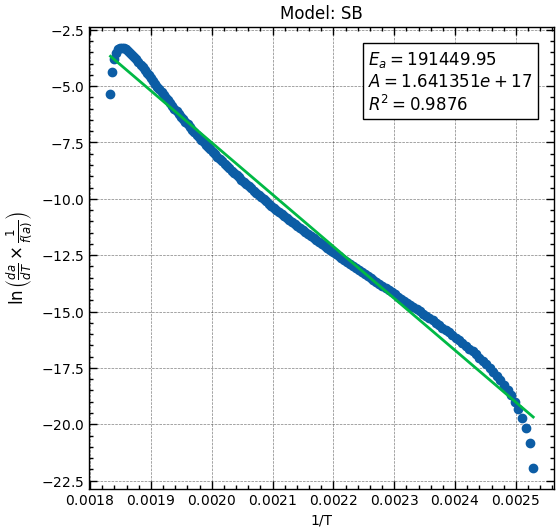 Model: SB
E_a = 191449.95
A = 1.641351e + 17
R² = 0.9876
ln (da/dT × 1/f(a))
−2.5
−5.0
−7.5
−10.0
−12.5
−15.0
−17.5
−20.0
−22.5
0.0018 0.0019 0.0020 0.0021 0.0022 0.0023 0.0024 0.0025
1/T